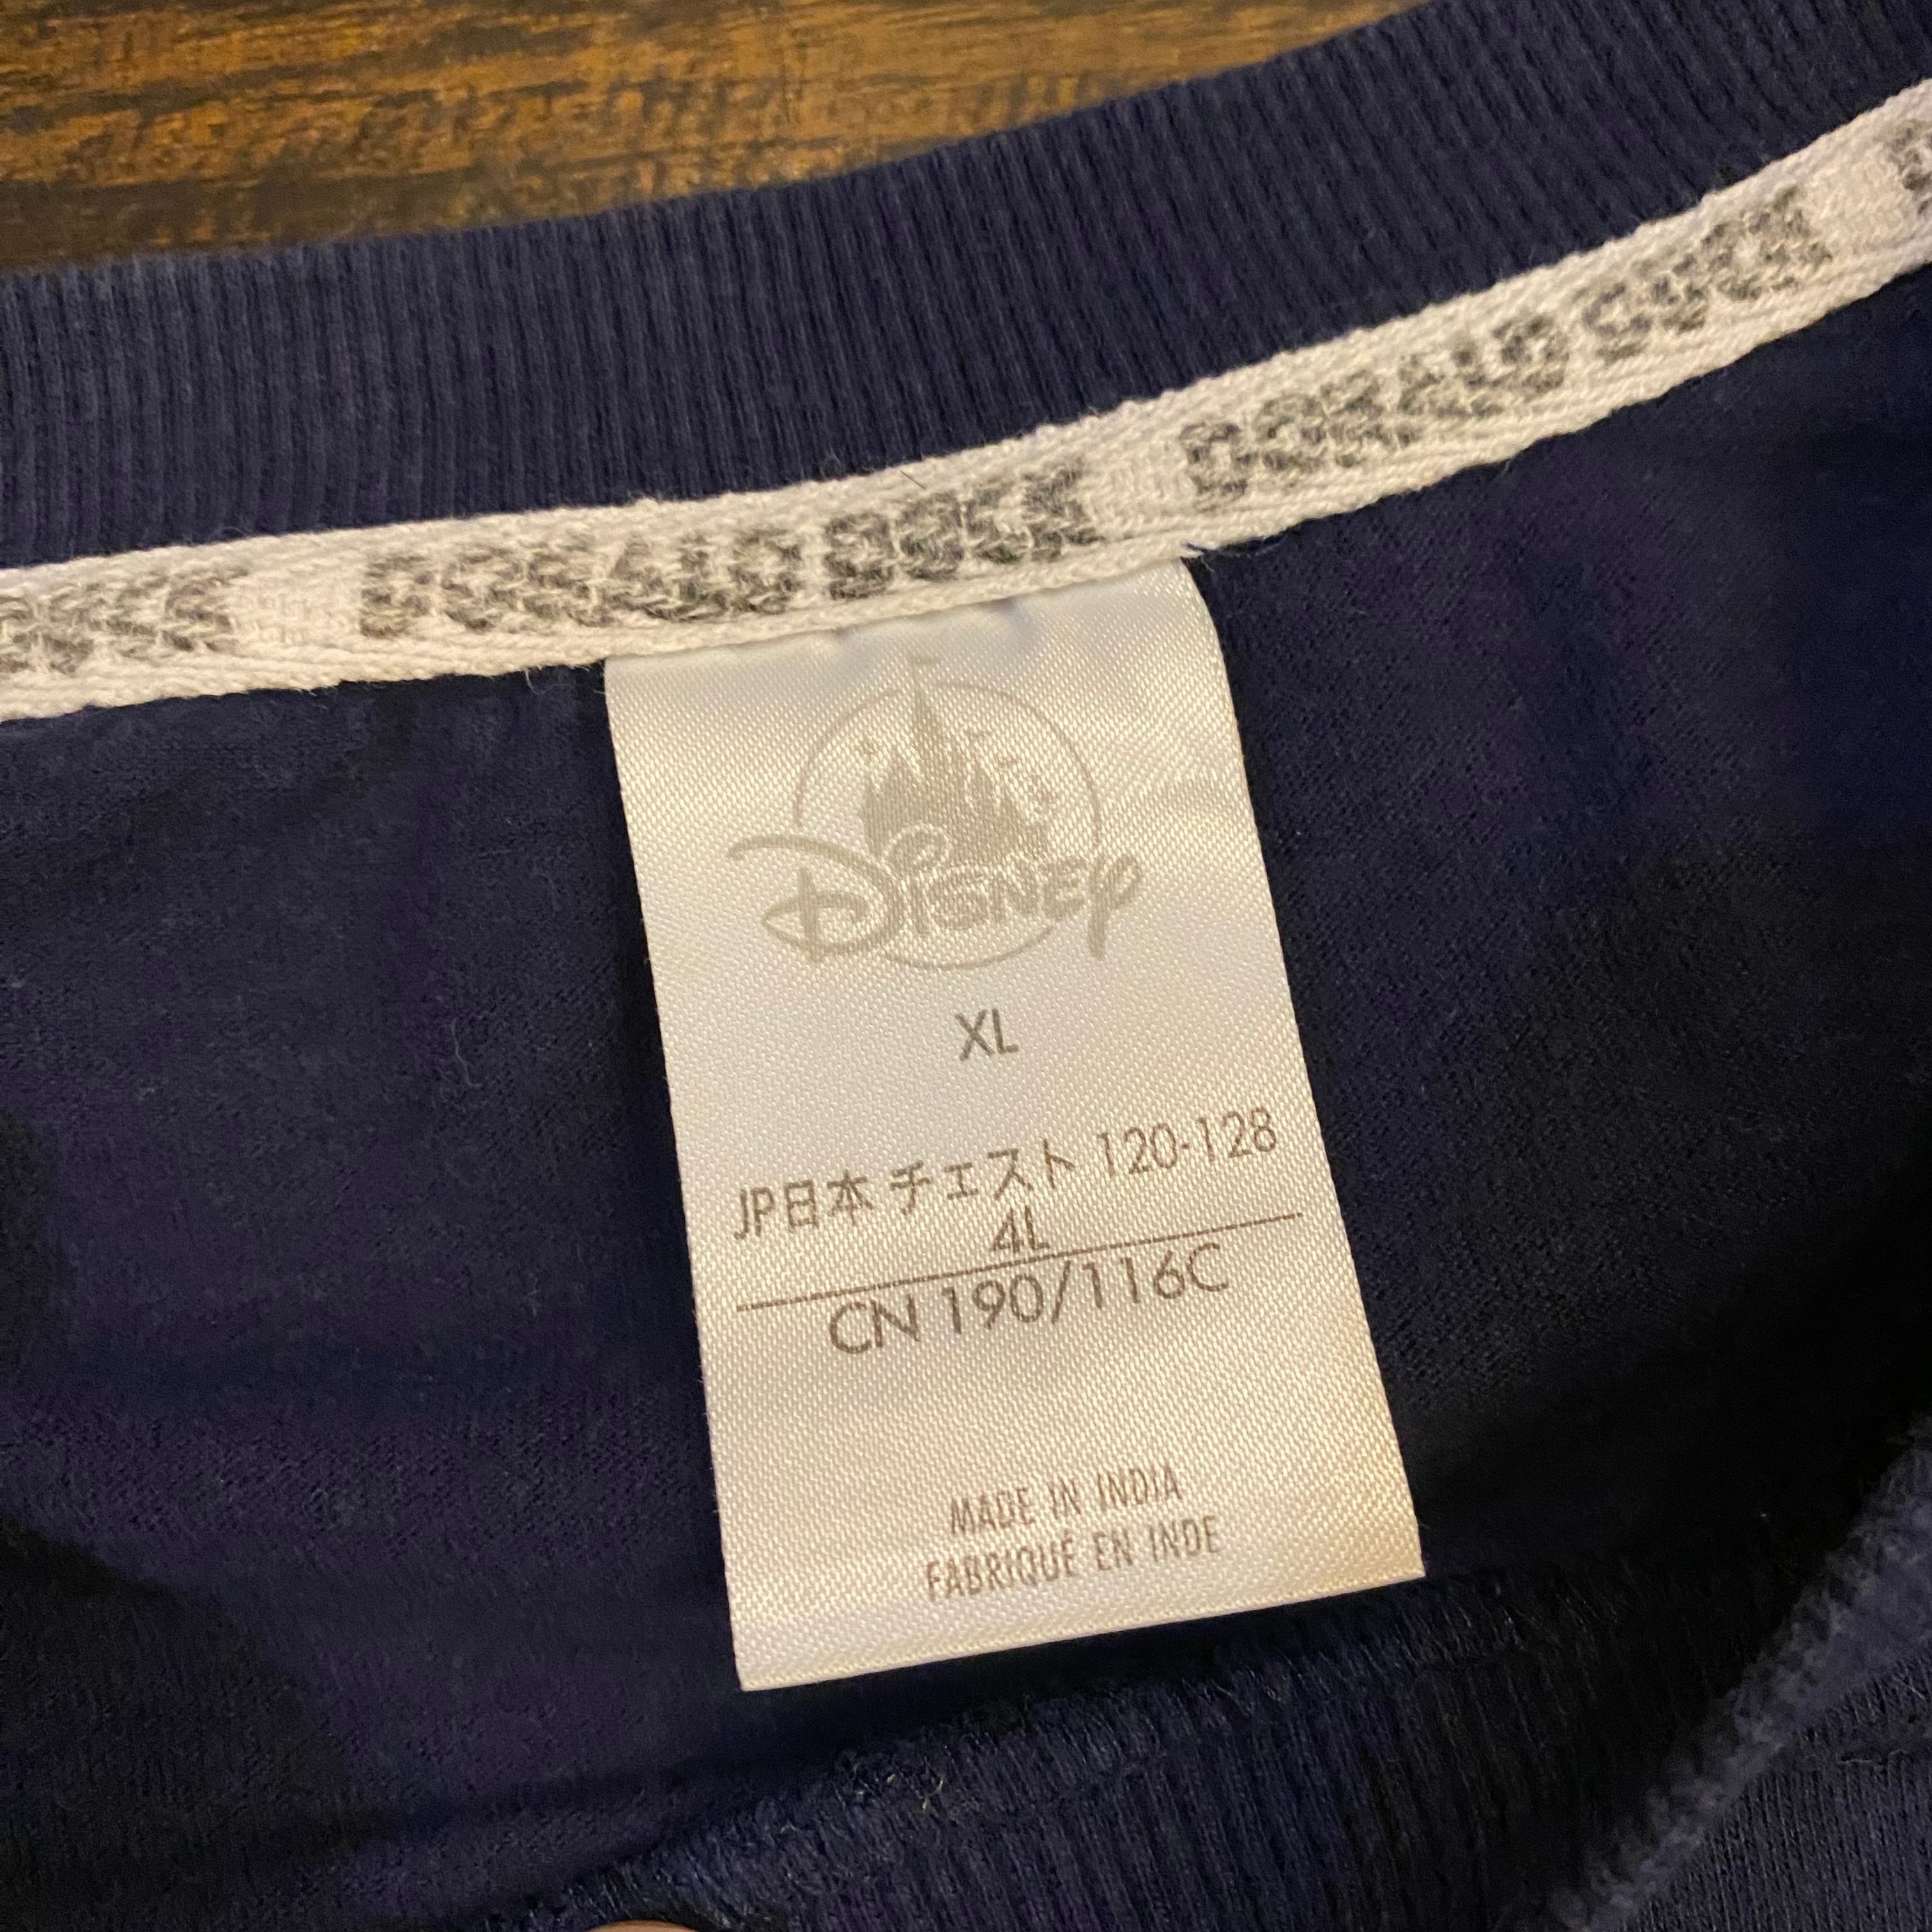 DUCK DONALD DUCK DONALD DUCK
Disney
XL
JP日本 チェスト 120-128
4L
CN 190/116C
MADE IN INDIA
FABRIQUÉ EN INDE